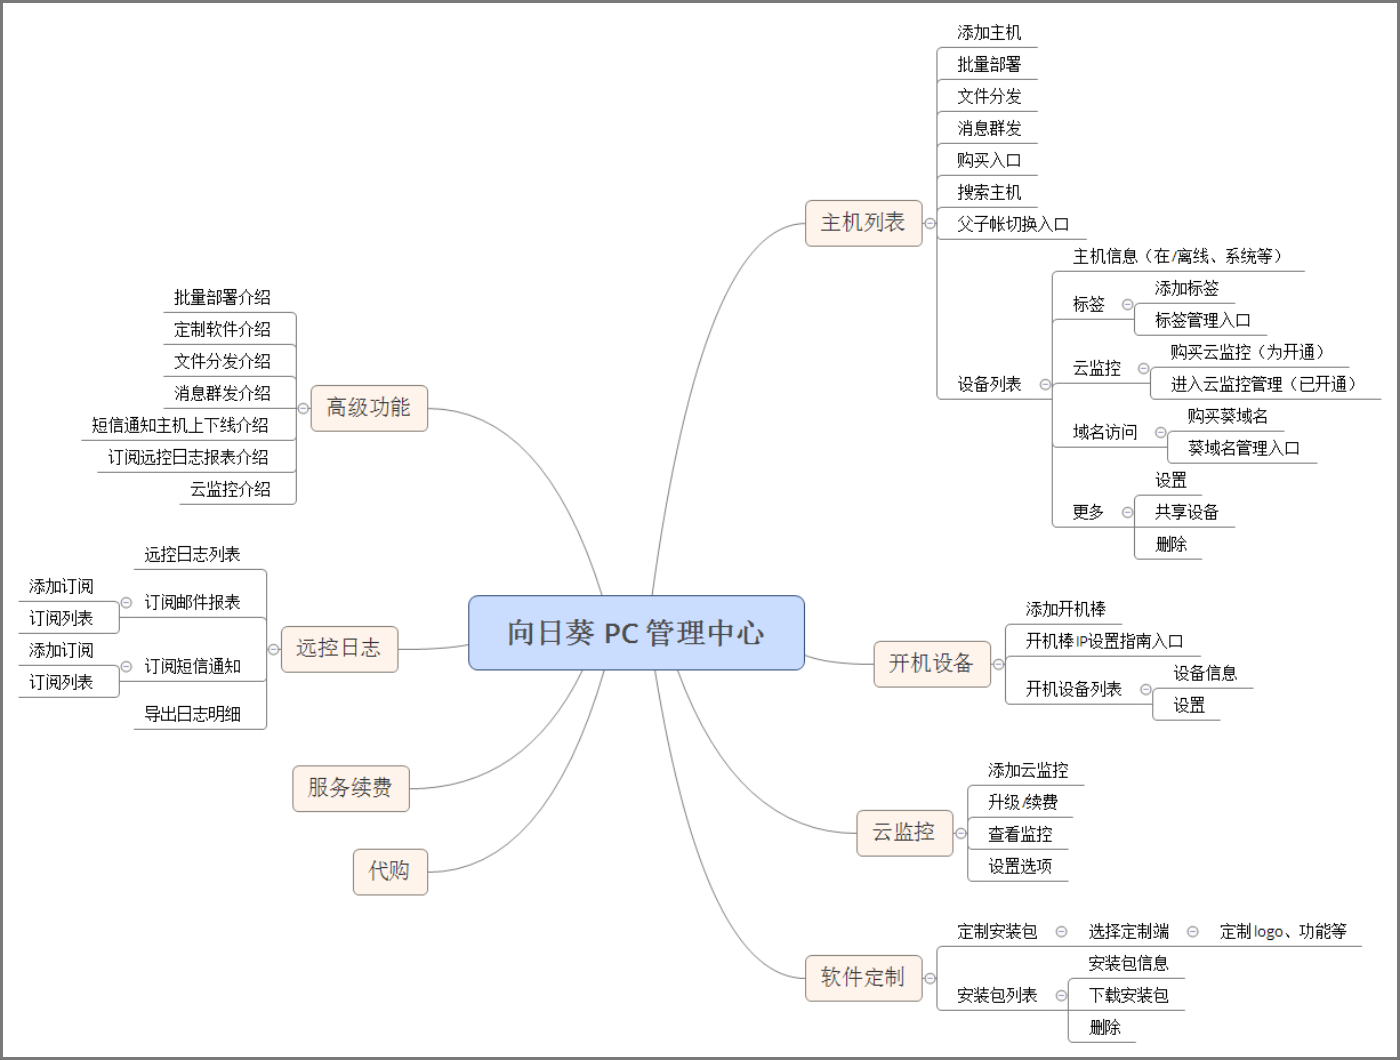 向日葵 PC 管理中心
主机列表
添加主机
批量部署
文件分发
消息群发
购买入口
搜索主机
父子帐切换入口
设备列表
主机信息（在/离线、系统等）
标签
添加标签
标签管理入口
云监控
购买云监控（为开通）
进入云监控管理（已开通）
域名访问
购买葵域名
葵域名管理入口
更多
设置
共享设备
删除
开机设备
添加开机棒
开机棒IP设置指南入口
开机设备列表
设备信息
设置
云监控
添加云监控
升级/续费
查看监控
设置选项
软件定制
定制安装包
选择定制端
定制logo、功能等
安装包列表
安装包信息
下载安装包
删除
高级功能
批量部署介绍
定制软件介绍
文件分发介绍
消息群发介绍
短信通知主机上下线介绍
订阅远控日志报表介绍
云监控介绍
远控日志
远控日志列表
订阅邮件报表
添加订阅
订阅列表
订阅短信通知
添加订阅
订阅列表
导出日志明细
服务续费
代购